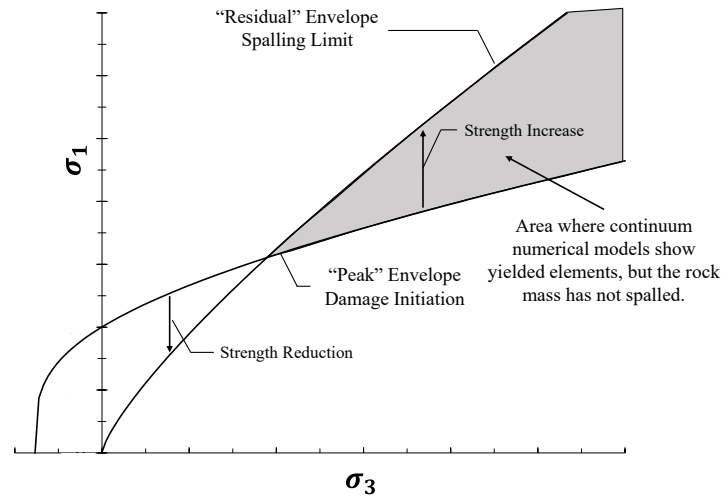 “Residual” Envelope
Spalling Limit
σ1
Strength Increase
Area where continuum
numerical models show
yielded elements, but the rock
mass has not spalled.
“Peak” Envelope
Damage Initiation
Strength Reduction
σ3